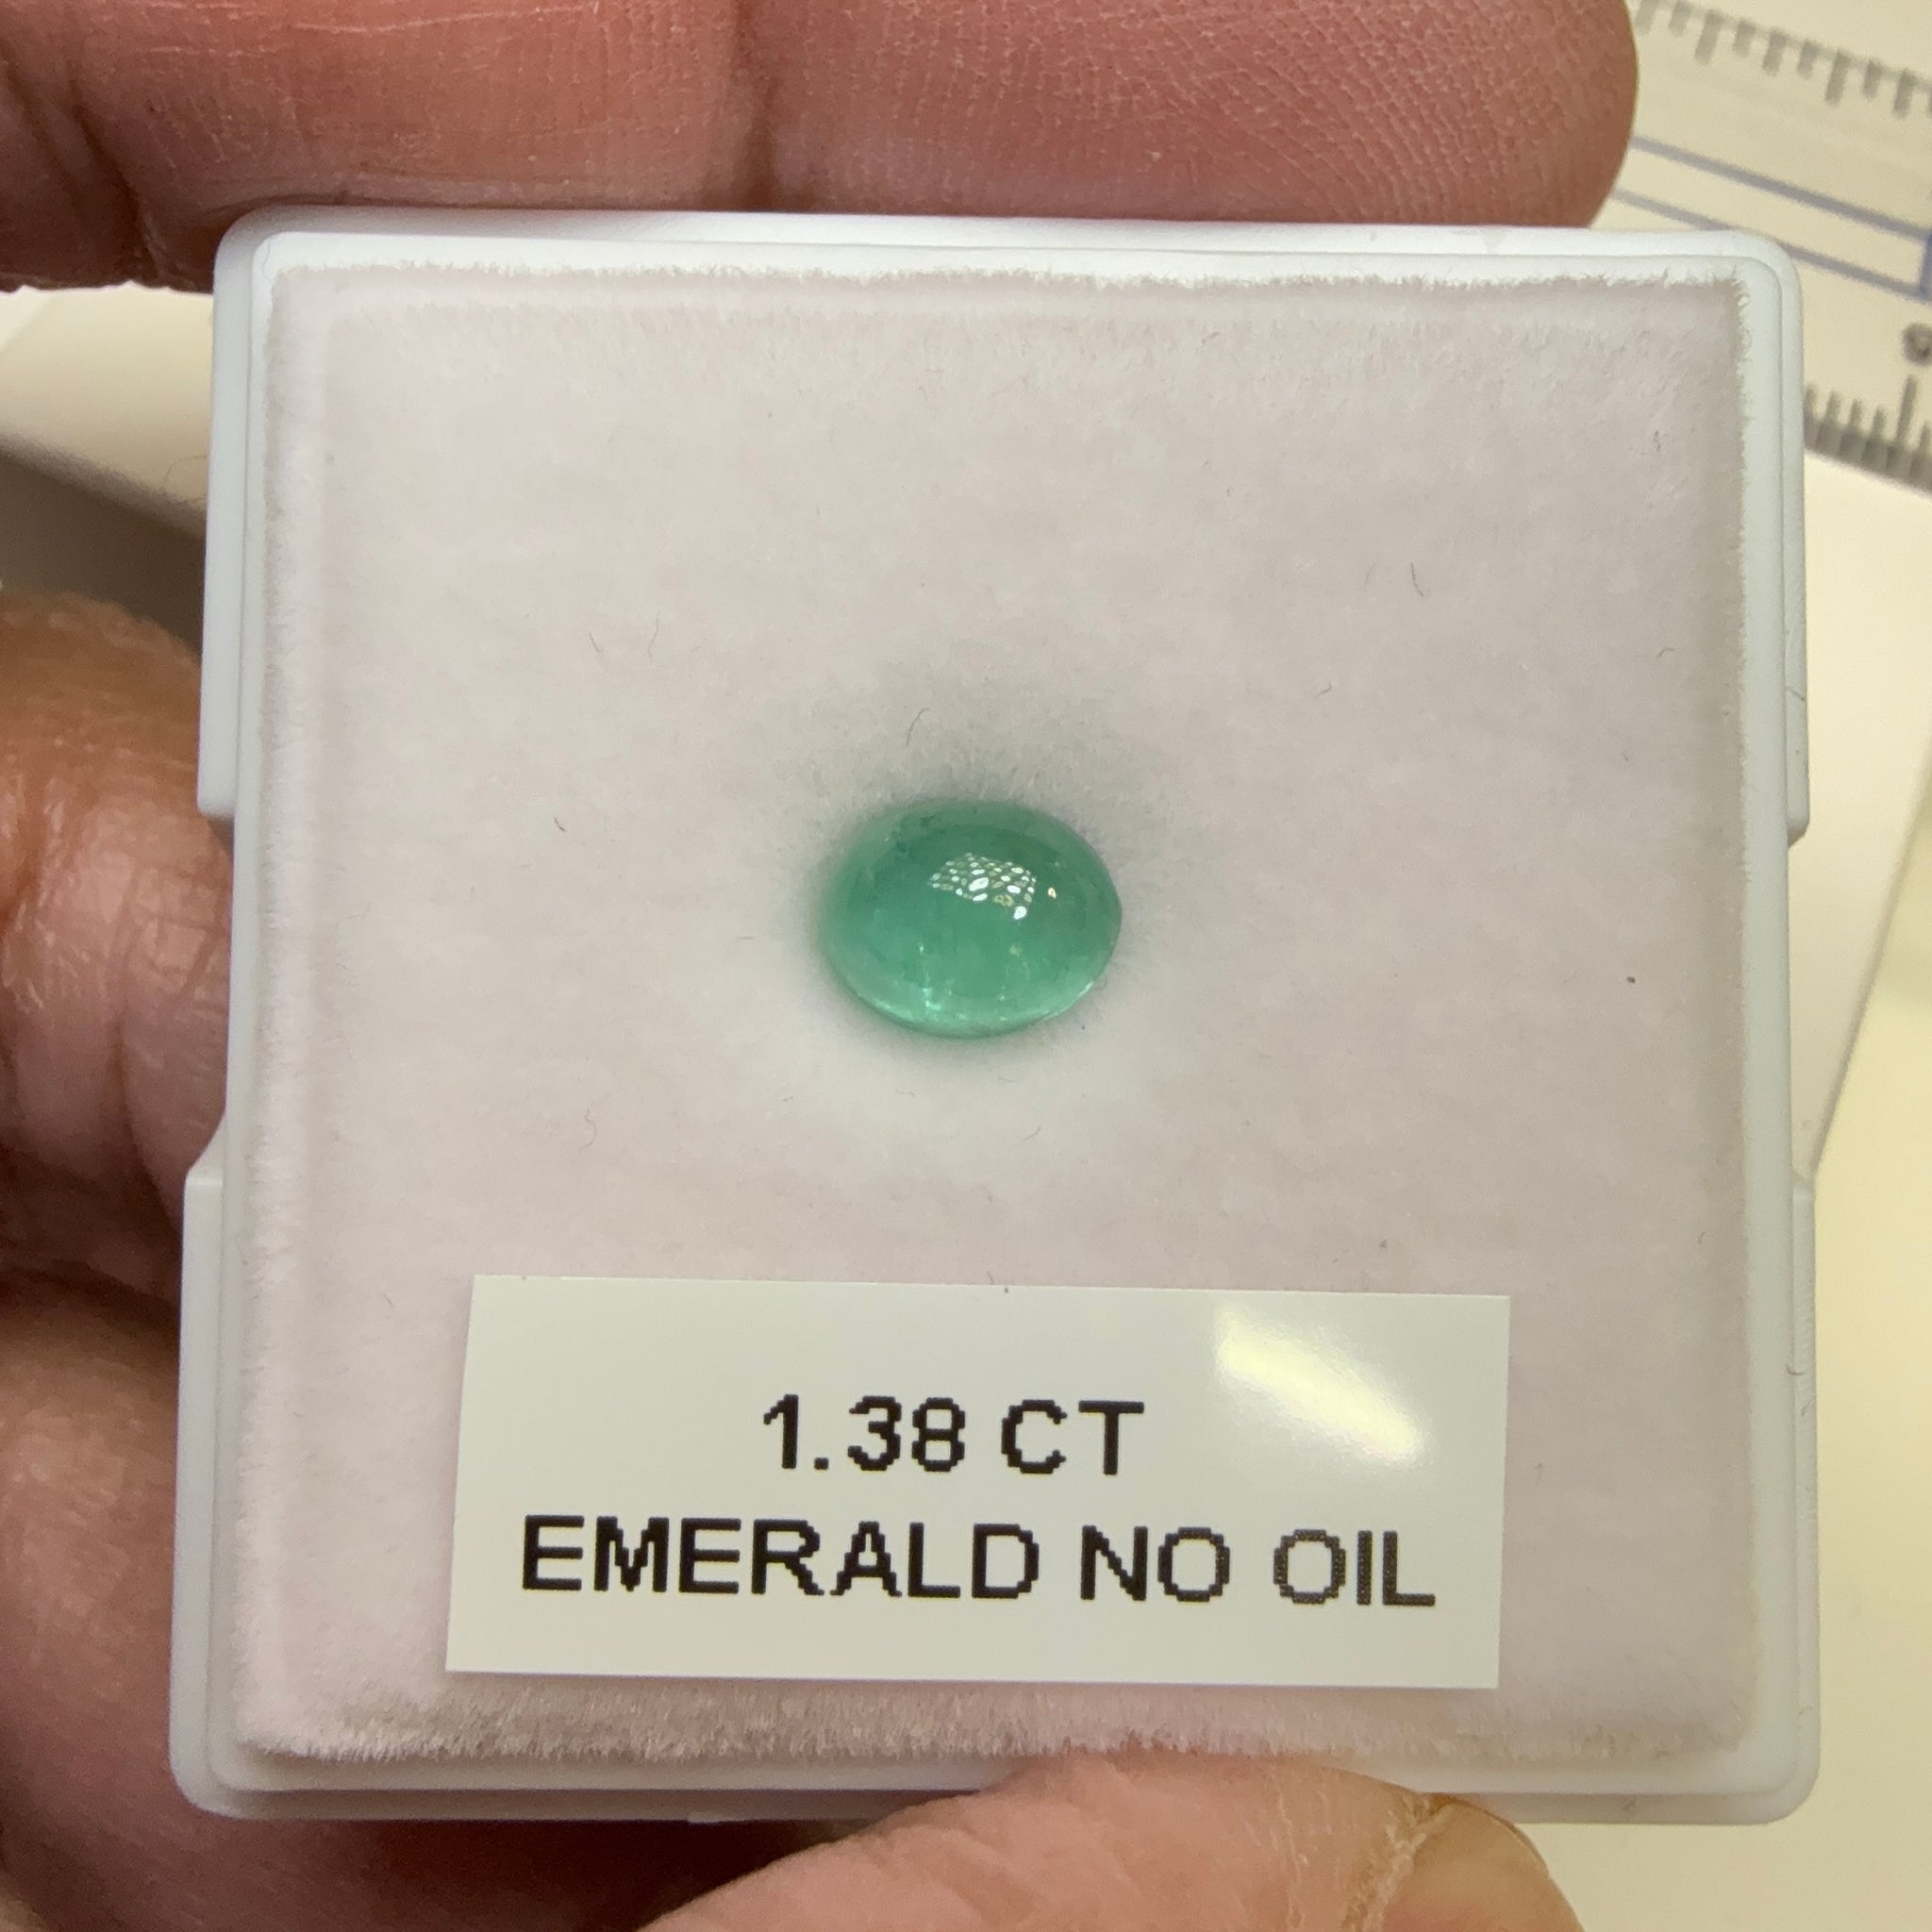 1.38 CT
EMERALD NO OIL